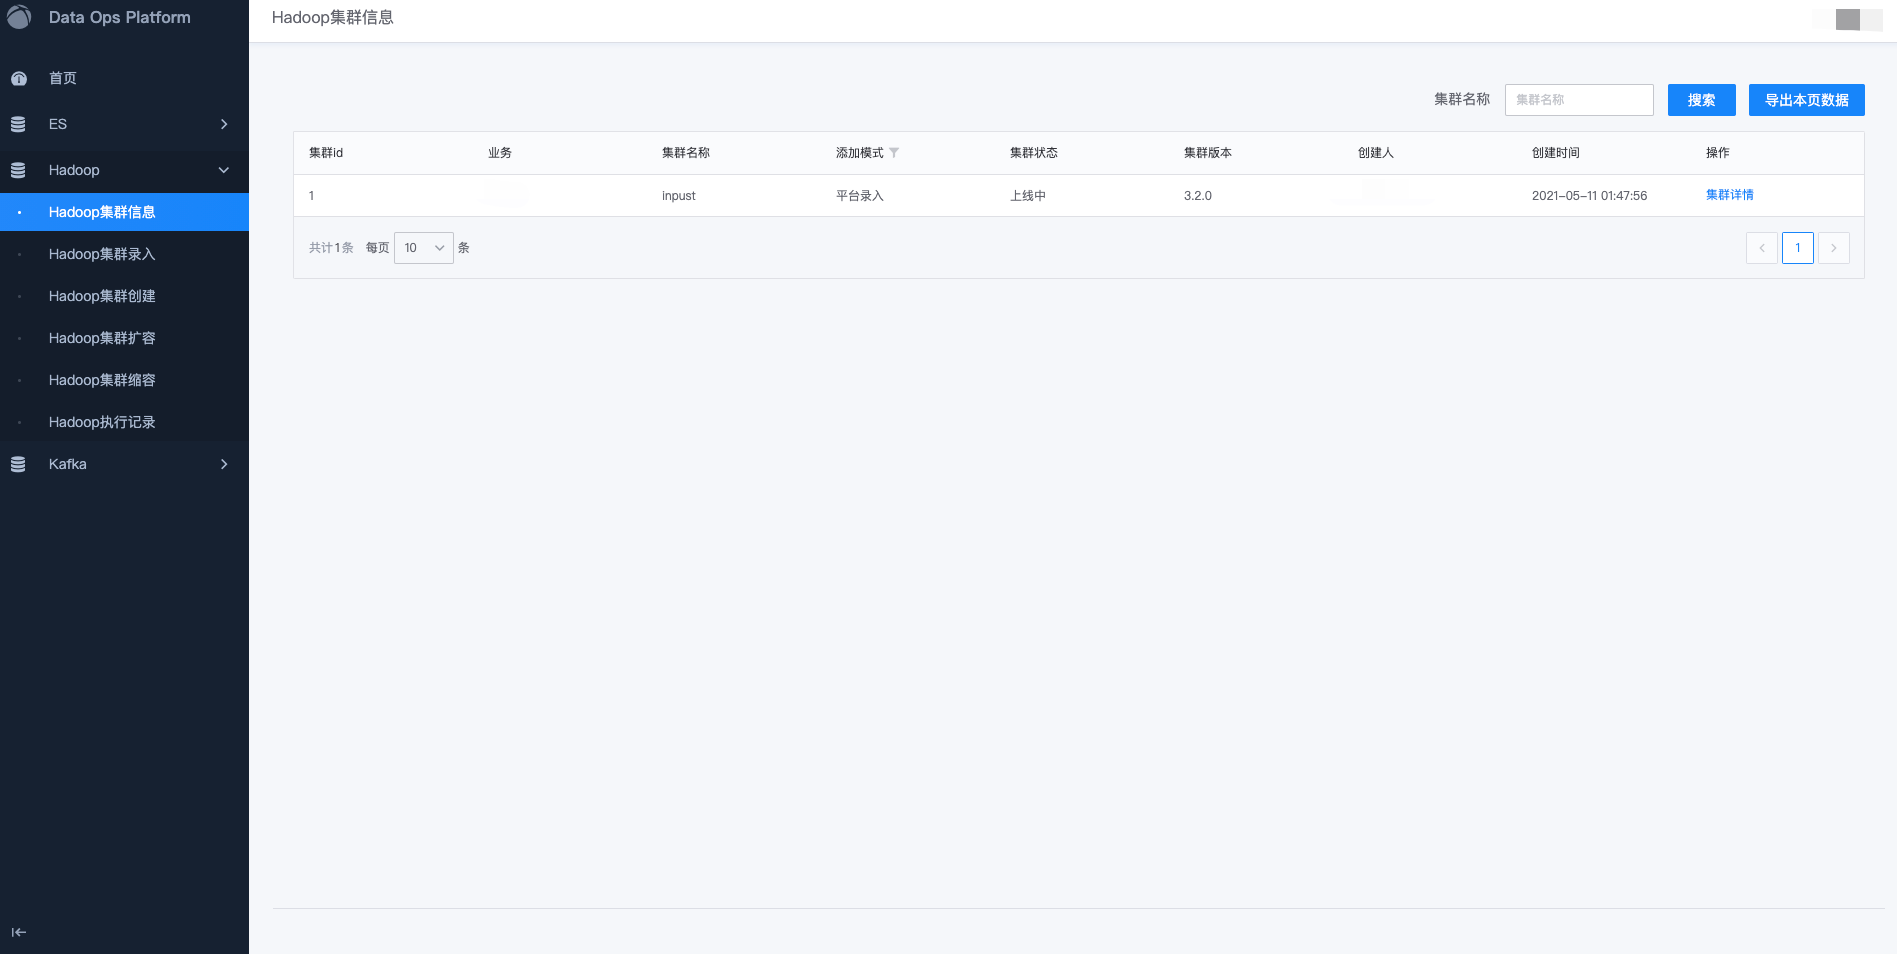 Data Ops Platform
Hadoop集群信息
首页
ES
Hadoop
Hadoop集群信息
Hadoop集群录入
Hadoop集群创建
Hadoop集群扩容
Hadoop集群缩容
Hadoop执行记录
Kafka
集群名称 集群名称 搜索 导出本页数据
集群id 业务 集群名称 添加模式 集群状态 集群版本 创建人 创建时间 操作
1 inpust 平台录入 上线中 3.2.0 2021-05-11 01:47:56 集群详情
共计1条 每页 10 条 1